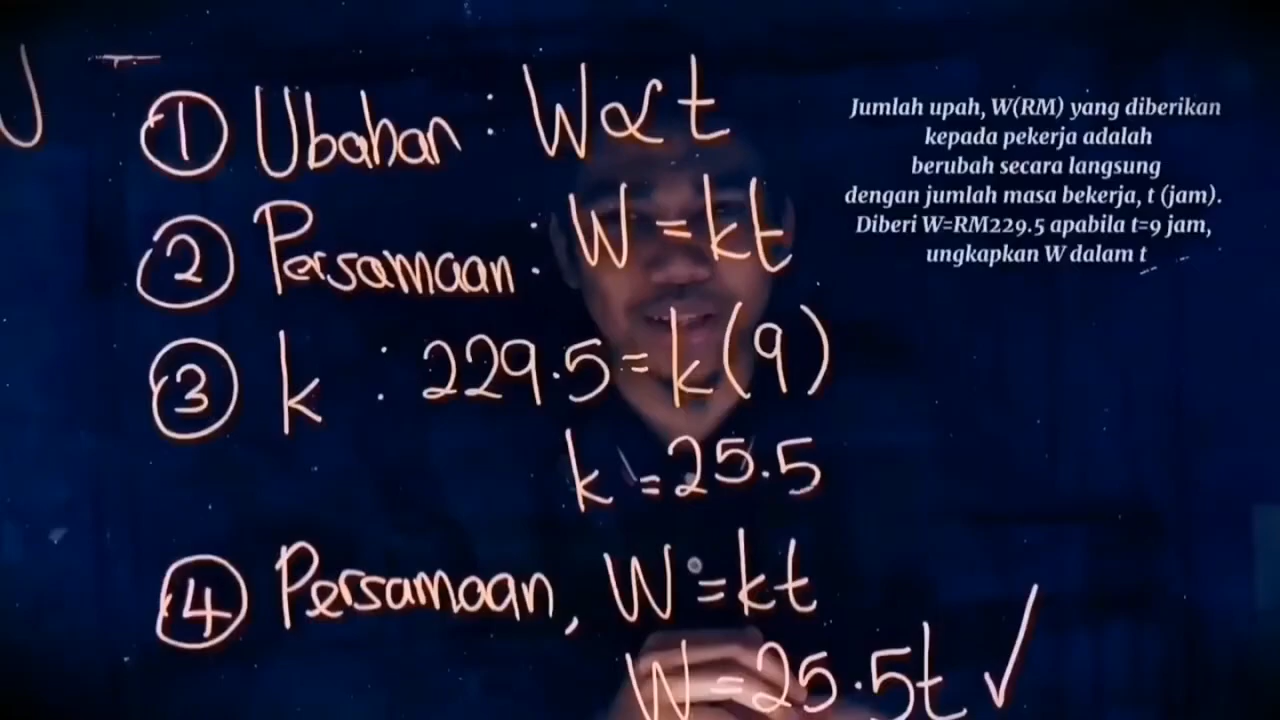 ① Ubahan : W∝t
② Persamaan : W=kt
③ k : 229.5=k(9)
k=25.5
④ Persamaan, W=kt
W=25.5t ✓
Jumlah upah, W(RM) yang diberikan
kepada pekerja adalah
berubah secara langsung
dengan jumlah masa bekerja, t (jam).
Diberi W=RM229.5 apabila t=9 jam,
ungkapkan W dalam t